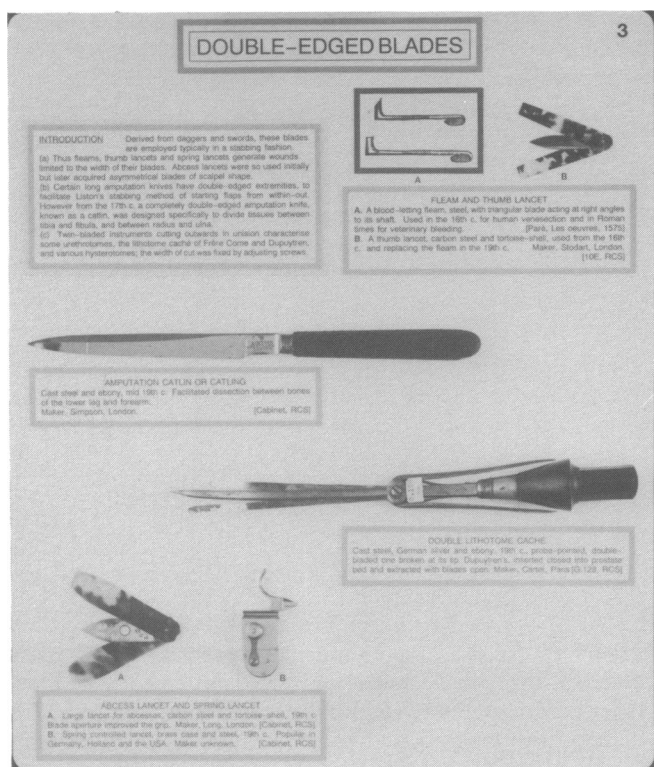 3
DOUBLE-EDGED BLADES
INTRODUCTION Derived from daggers and swords, these blades
are employed typically in a stabbing fashion.
(a) Thus fleams, thumb lancets and spring lancets generate wounds
limited to the width of their blades. Abscess lancets were so used initially
but later acquired asymmetrical blades of scalpel shape.
(b) Certain long amputation knives have double-edged extremities, to
facilitate Liston's stabbing method of starting flaps from within-out.
However from the 17th c. a completely double-edged amputation knife,
known as a catlin, was designed specifically to divide tissues between
tibia and fibula, and between radius and ulna.
(c) Twin-bladed instruments cutting outwards in unison characterise
some urethrotomes, the lithotome caché of Frère Come and Dupuytren,
and various hysterotomes; the width of cut was fixed by adjusting screws.
A
B
FLEAM AND THUMB LANCET
A. A blood-letting fleam, steel, with triangular blade acting at right angles
to its shaft. Used in the 16th c. for human venesection and in Roman
times for veterinary bleeding. [Paré, Les oeuvres, 1575]
B. A thumb lancet, carbon steel and tortoise-shell, used from the 16th
c. and replacing the fleam in the 19th c. Maker, Stodart, London.
[10E, RCS]
AMPUTATION CATLIN OR CATLING
Cast steel and ebony, mid 19th c. Facilitated dissection between bones
of the lower leg and forearm.
Maker, Simpson, London. [Cabinet, RCS]
DOUBLE LITHOTOME CACHE
Cast steel, German silver and ebony, 19th c., probe-pointed, double-
bladed one broken at its tip. Dupuytren's, inserted closed into prostate
bed and extracted with blades open. Maker, Paris [G.129, RCS]
A
B
ABCESS LANCET AND SPRING LANCET
A. Large lancet for abcesses, carbon steel and tortoise-shell, 19th c.
Blade aperture improved the grip. Maker, Long, London. [Cabinet, RCS]
B. Spring controlled lancet, brass case and steel, 19th c. Popular in
Germany, Holland and the USA. Maker unknown. [Cabinet, RCS]